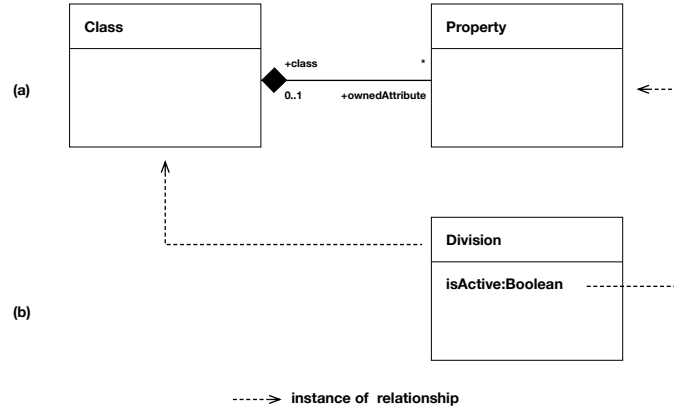 Class
Property
+class
*
(a)
0..1
+ownedAttribute
Division
isActive:Boolean
(b)
instance of relationship